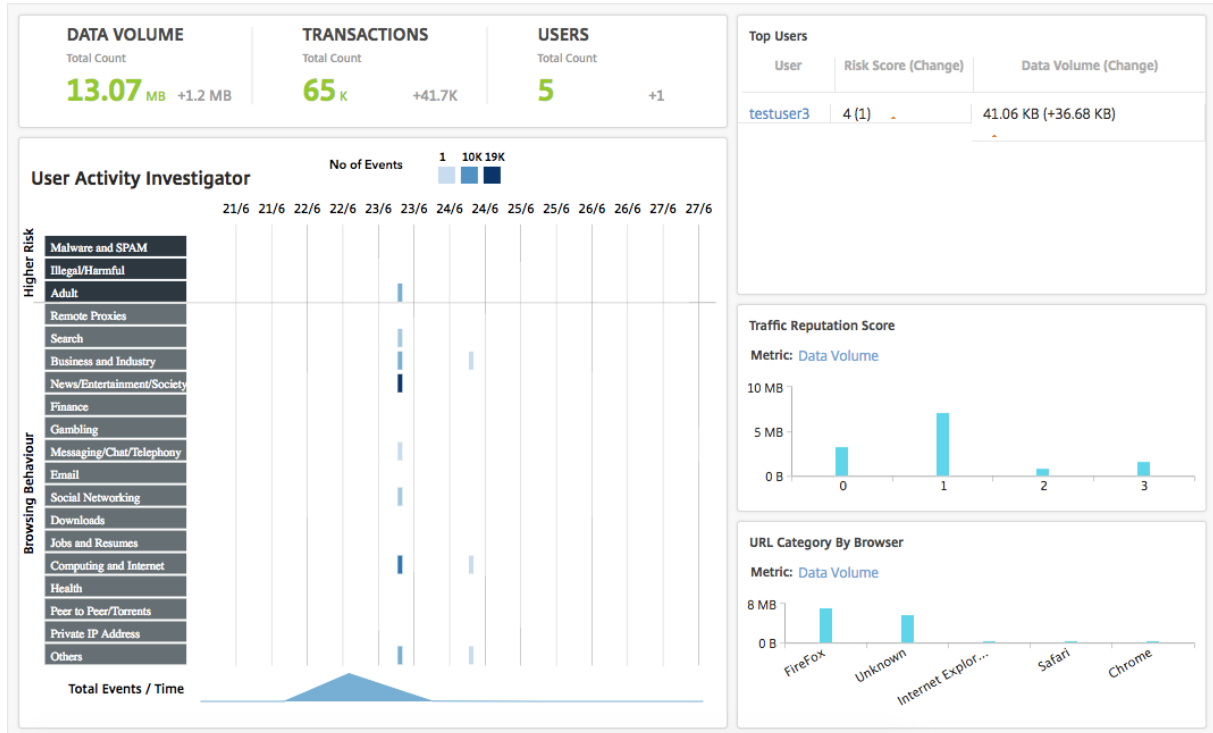 DATA VOLUME
Total Count
13.07 MB +1.2 MB
TRANSACTIONS
Total Count
65 K +41.7K
USERS
Total Count
5 +1
User Activity Investigator
No of Events
1 10K 19K
21/6 21/6 22/6 22/6 23/6 23/6 24/6 24/6 25/6 25/6 26/6 26/6 27/6 27/6
Higher Risk
Malware and SPAM
Illegal/Harmful
Adult
Browsing Behaviour
Remote Proxies
Search
Business and Industry
News/Entertainment/Society
Finance
Gambling
Messaging/Chat/Telephony
Email
Social Networking
Downloads
Jobs and Resumes
Computing and Internet
Health
Peer to Peer/Torrents
Private IP Address
Others
Total Events / Time
Top Users
User Risk Score (Change) Data Volume (Change)
testuser3 4 (1) 41.06 KB (+36.68 KB)
Traffic Reputation Score
Metric: Data Volume
10 MB
5 MB
0 B
0 1 2 3
URL Category By Browser
Metric: Data Volume
8 MB
0 B
FireFox Unknown Internet Explor... Safari Chrome